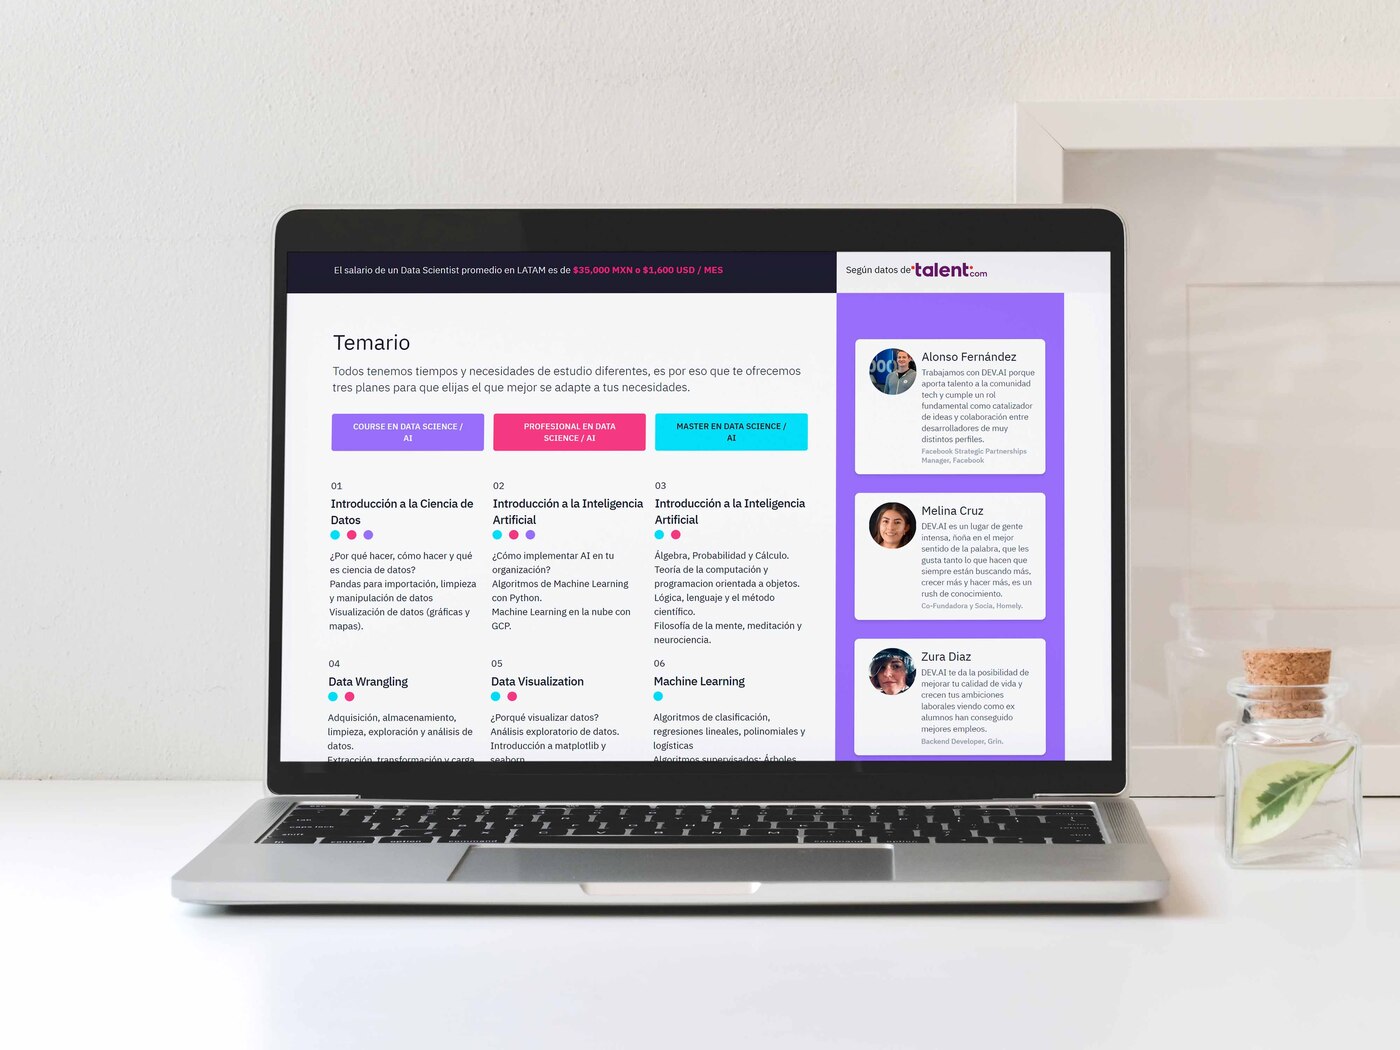 El salario de un Data Scientist promedio en LATAM es de $35,000 MXN o $1,600 USD / MES
Según datos de talent.com
Temario
Todos tenemos tiempos y necesidades de estudio diferentes, es por eso que te ofrecemos
tres planes para que elijas el que mejor se adapte a tus necesidades.
COURSE EN DATA SCIENCE /
AI
PROFESIONAL EN DATA
SCIENCE / AI
MASTER EN DATA SCIENCE /
AI
01
Introducción a la Ciencia de
Datos
¿Por qué hacer, cómo hacer y qué
es ciencia de datos?
Pandas para importación, limpieza
y manipulación de datos
Visualización de datos (gráficas y
mapas).
02
Introducción a la Inteligencia
Artificial
¿Cómo implementar AI en tu
organización?
Algoritmos de Machine Learning
con Python.
Machine Learning en la nube con
GCP.
03
Introducción a la Inteligencia
Artificial
Álgebra, Probabilidad y Cálculo.
Teoría de la computación y
programacion orientada a objetos.
Lógica, lenguaje y el método
científico.
Filosofía de la mente, meditación y
neurociencia.
04
Data Wrangling
Adquisición, almacenamiento,
limpieza, exploración y análisis de
datos.
Extracción, transformación y carga
05
Data Visualization
¿Porqué visualizar datos?
Análisis exploratorio de datos.
Introducción a matplotlib y
seaborn
06
Machine Learning
Algoritmos de clasificación,
regresiones lineales, polinomiales y
logísticas
Algoritmos supervisados: Árboles
Alonso Fernández
Trabajamos con DEV.AI porque
aporta talento a la comunidad
tech y cumple un rol
fundamental como catalizador
de ideas y colaboración entre
desarrolladores de muy
distintos perfiles.
Facebook Strategic Partnerships
Manager, Facebook
Melina Cruz
DEV.AI es un lugar de gente
intensa, ñoña en el mejor
sentido de la palabra, que les
gusta tanto lo que hacen que
siempre están buscando más,
crecer más y hacer más, es un
rush de conocimiento.
Co-Fundadora y Socia, Homely.
Zura Diaz
DEV.AI te da la posibilidad de
mejorar tu calidad de vida y
crecen tus ambiciones
laborales viendo como ex
alumnos han conseguido
mejores empleos.
Backend Developer, Grin.
caps lock
shift
fn control option command
command option